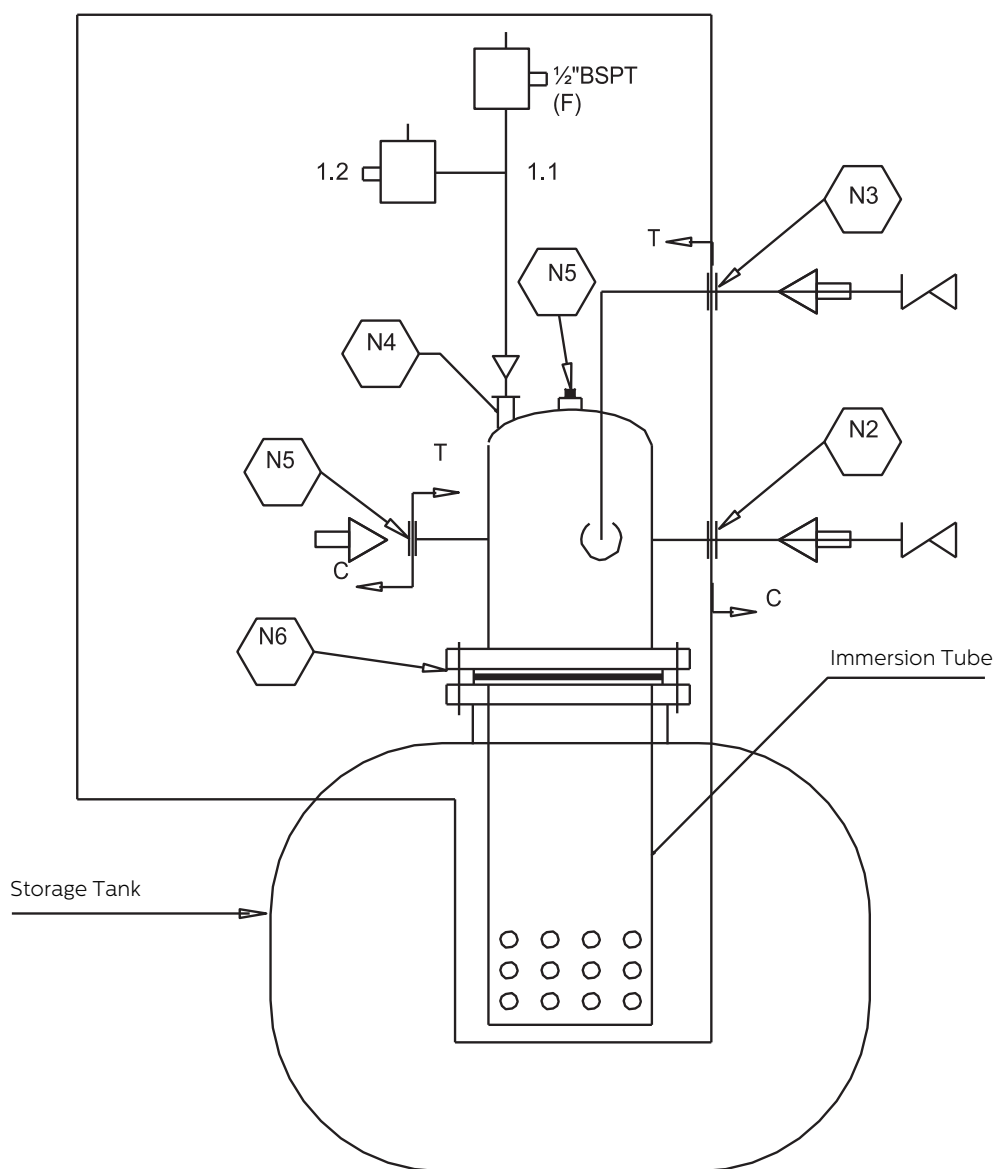 ½"BSPT
(F)
1.2
1.1
N3
T
N5
N4
N2
T
N5
C
C
N6
Immersion Tube
Storage Tank